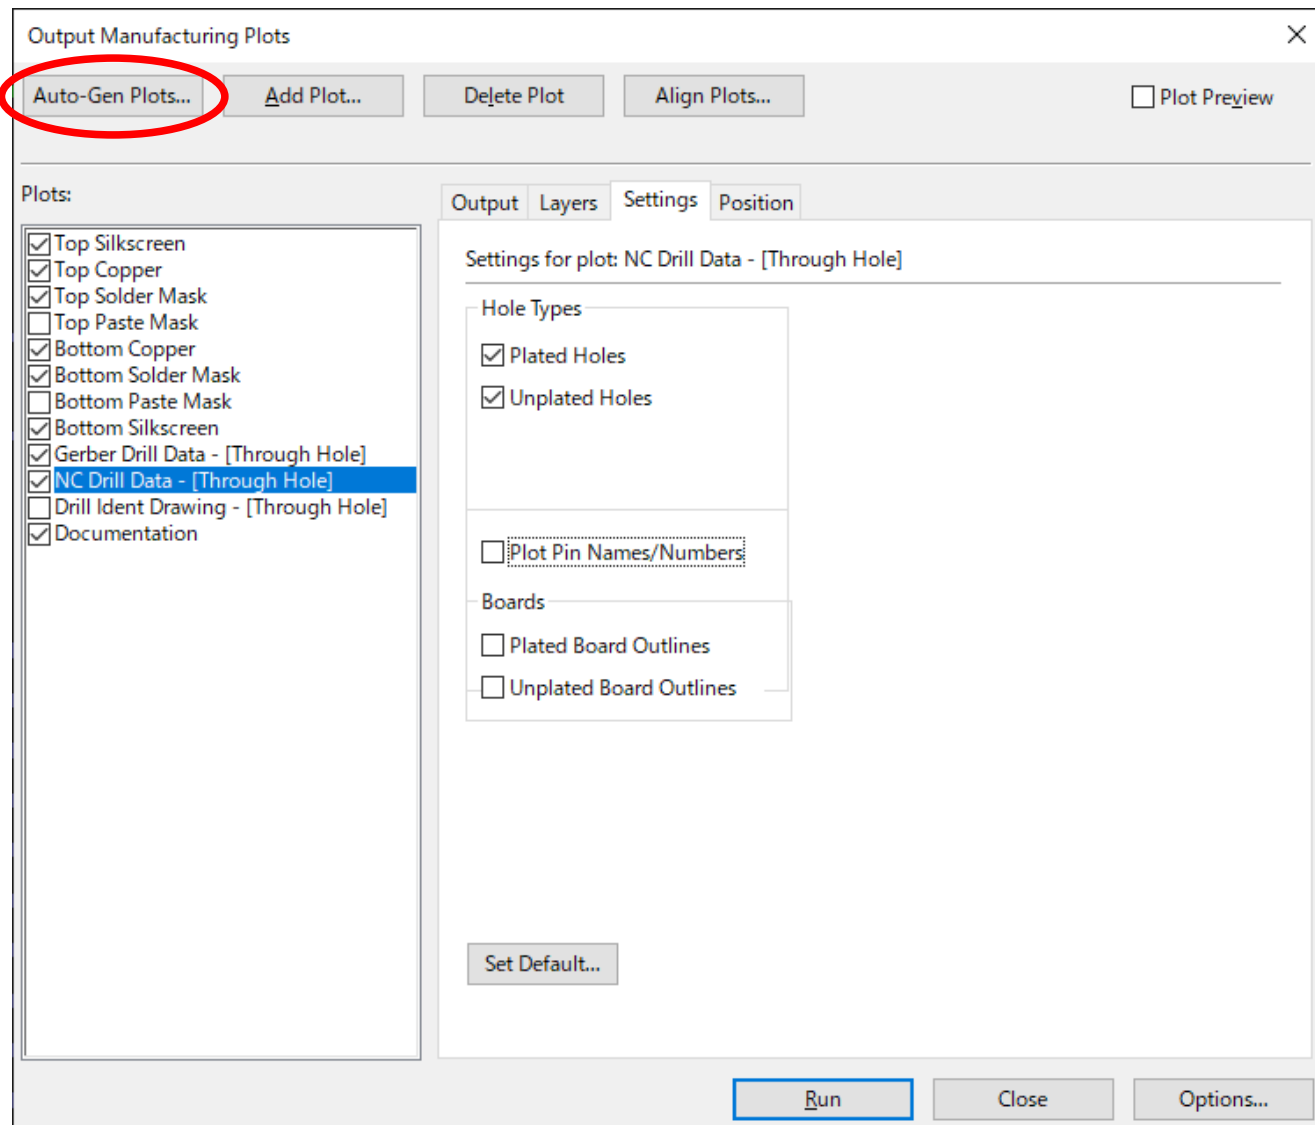 Output Manufacturing Plots
Auto-Gen Plots... Add Plot... Delete Plot Align Plots... Plot Preview
Plots:
Top Silkscreen
Top Copper
Top Solder Mask
Top Paste Mask
Bottom Copper
Bottom Solder Mask
Bottom Paste Mask
Bottom Silkscreen
Gerber Drill Data - [Through Hole]
NC Drill Data - [Through Hole]
Drill Ident Drawing - [Through Hole]
Documentation
Output Layers Settings Position
Settings for plot: NC Drill Data - [Through Hole]
Hole Types
Plated Holes
Unplated Holes
Plot Pin Names/Numbers
Boards
Plated Board Outlines
Unplated Board Outlines
Set Default...
Run Close Options...